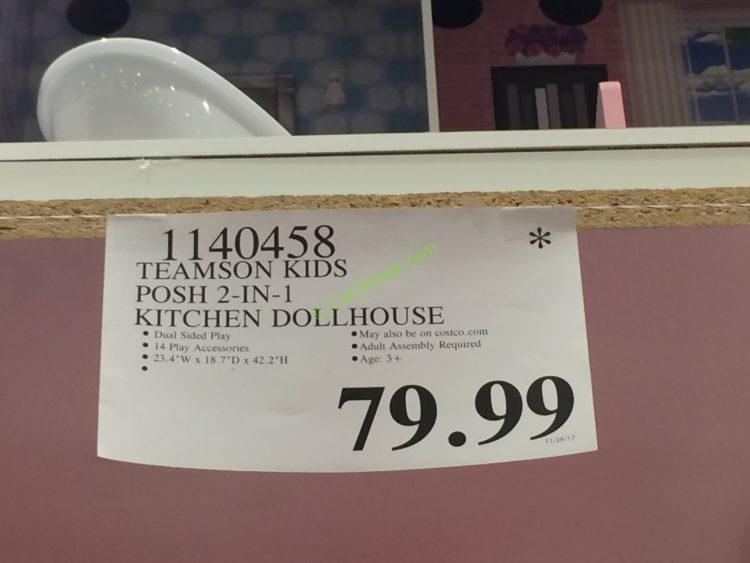 1140458 *
TEAMSON KIDS
POSH 2-IN-1
KITCHEN DOLLHOUSE
• Dual Sided Play
• 14 Play Accessories
• 23.4"W x 18.7"D x 42.2"H
•
• May also be on costco.com
• Adult Assembly Required
• Age: 3+
79.99
11/28/17